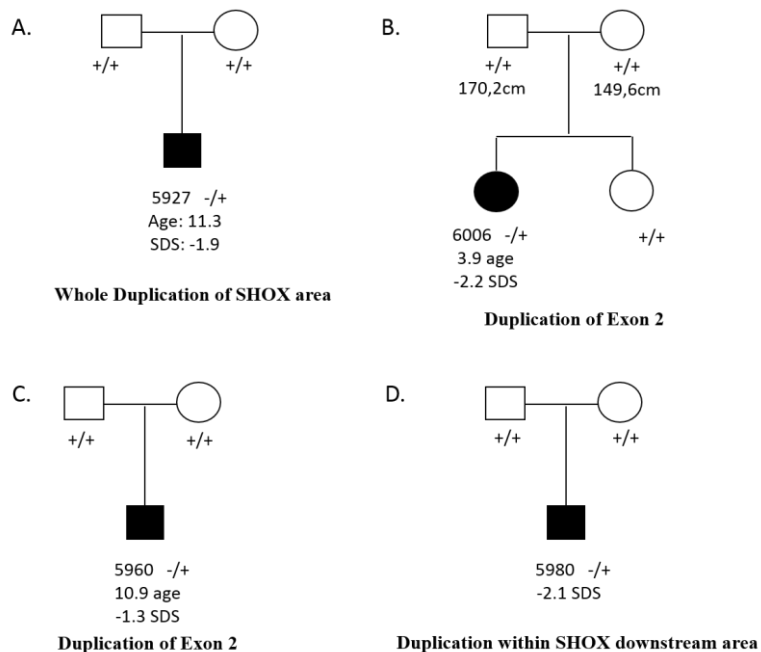 A.
+/+ +/+
5927 -/+
Age: 11.3
SDS: -1.9
Whole Duplication of SHOX area
B.
+/+ +/+
170,2cm 149,6cm
6006 -/+ +/+
3.9 age
-2.2 SDS
Duplication of Exon 2
C.
+/+ +/+
5960 -/+
10.9 age
-1.3 SDS
Duplication of Exon 2
D.
+/+ +/+
5980 -/+
-2.1 SDS
Duplication within SHOX downstream area